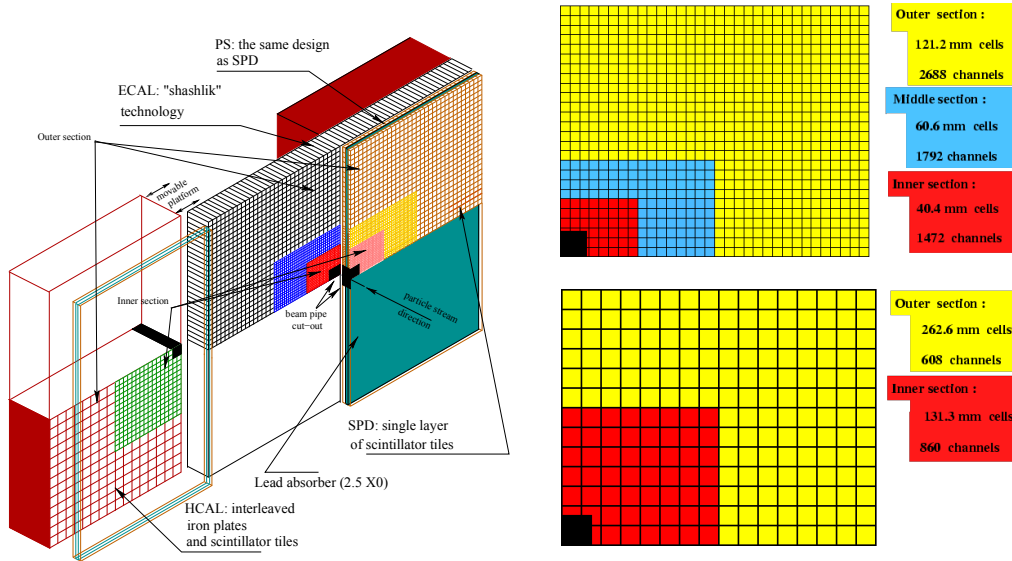 PS: the same design
as SPD
ECAL: "shashlik"
technology
Outer section
movable
platform
Inner section
beam pipe
cut-out
particle stream
direction
SPD: single layer
of scintillator tiles
Lead absorber (2.5 X0)
HCAL: interleaved
iron plates
and scintillator tiles
Outer section :
121.2 mm cells
2688 channels
Middle section :
60.6 mm cells
1792 channels
Inner section :
40.4 mm cells
1472 channels
Outer section :
262.6 mm cells
608 channels
Inner section :
131.3 mm cells
860 channels